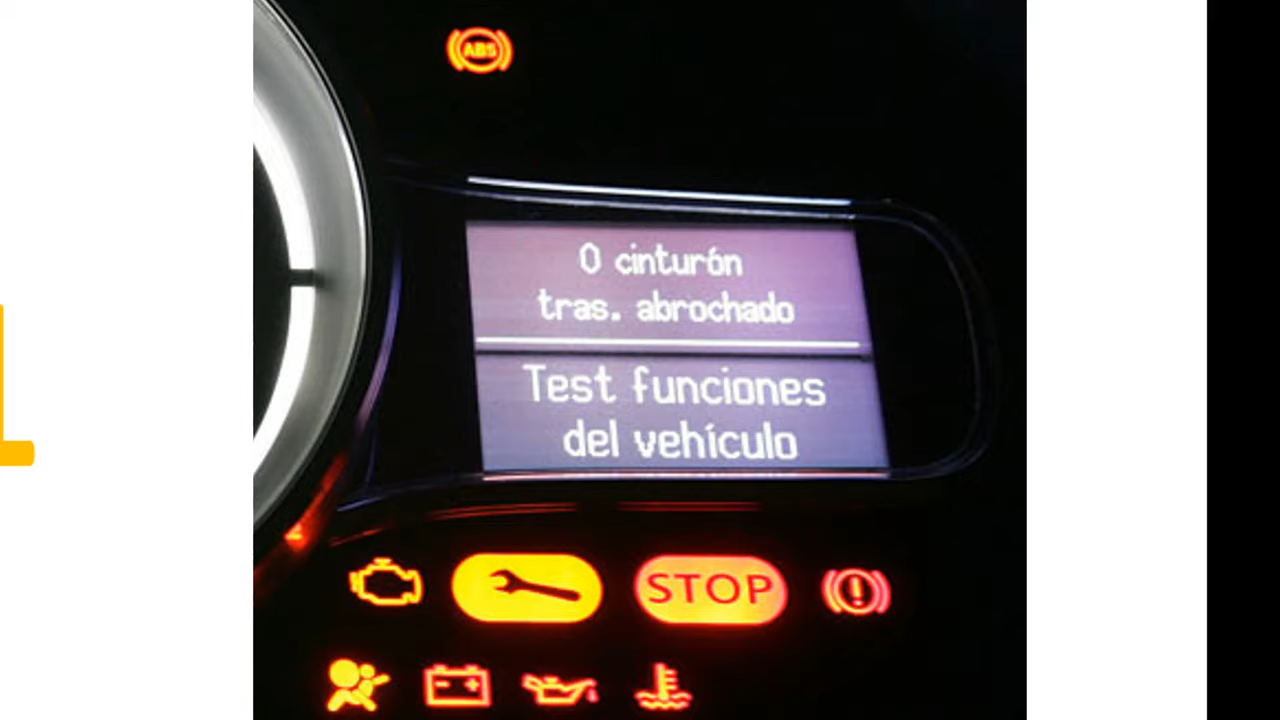 ABS
0 cinturón
tras. abrochado
Test funciones
del vehículo
STOP